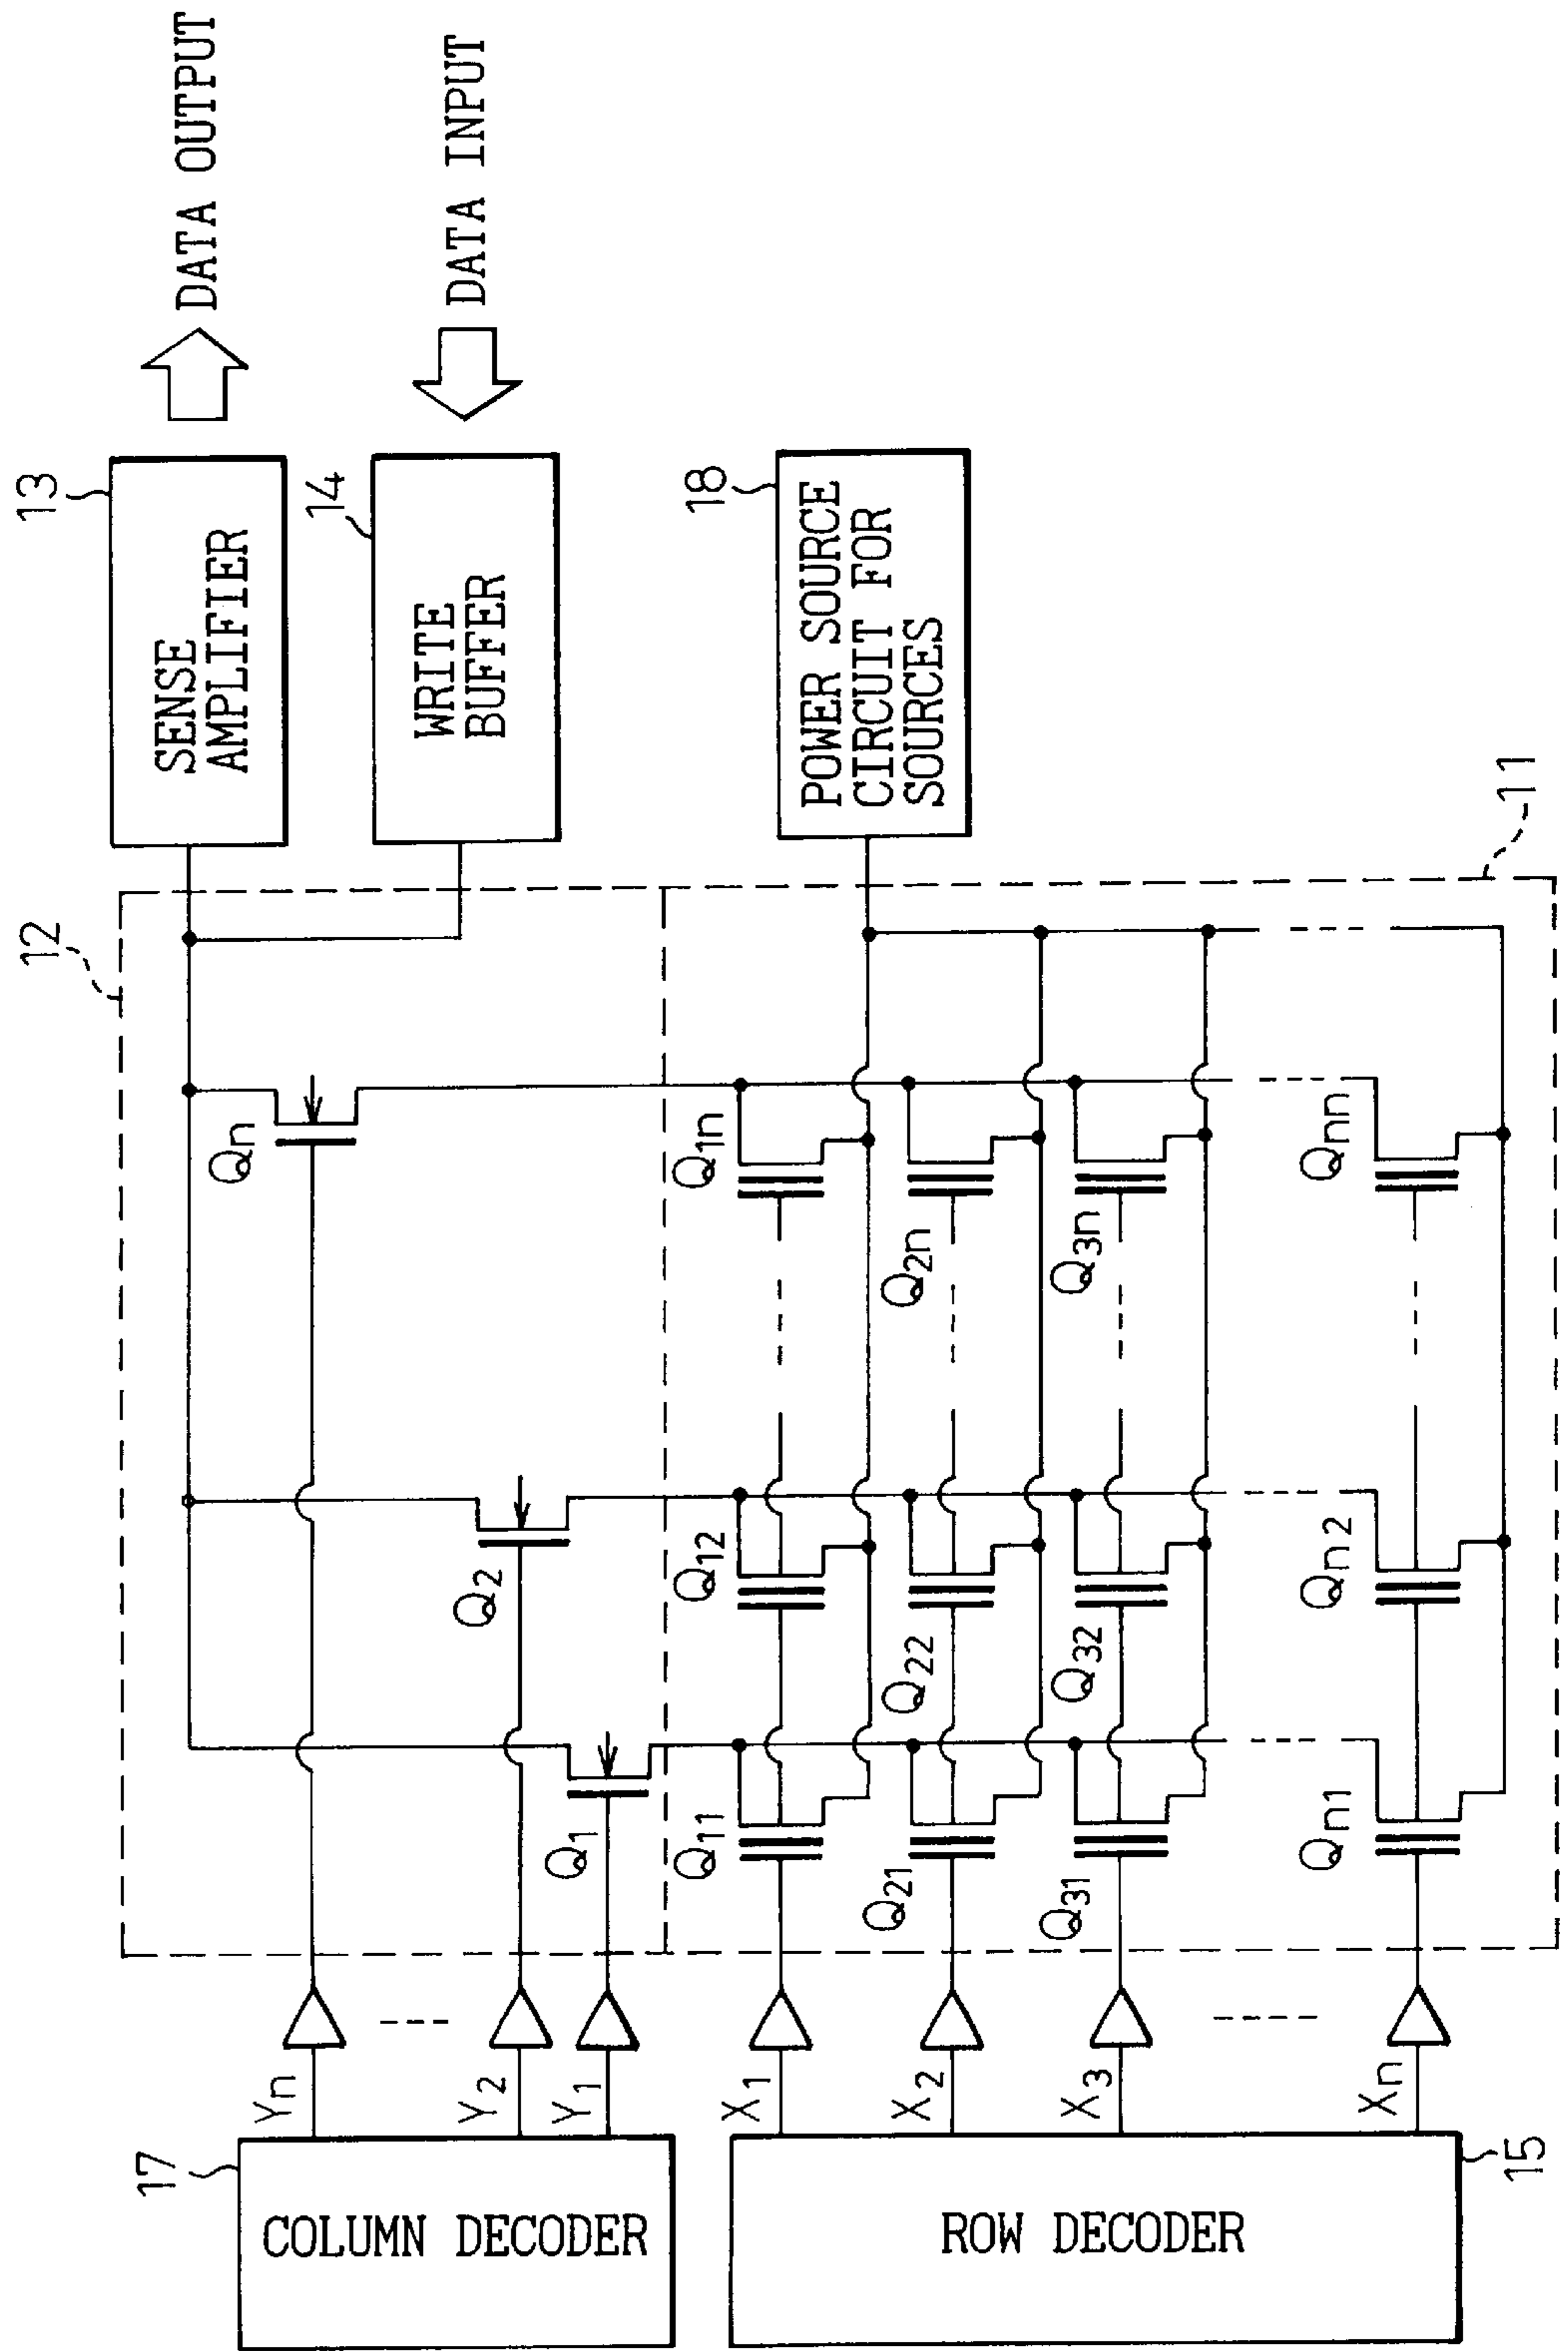 12
13
SENSE
AMPLIFIER
DATA OUTPUT
14
WRITE
BUFFER
DATA INPUT
17
COLUMN DECODER
Yn
Y2
Y1
Qn
Q2
Q1
18
POWER SOURCE
CIRCUIT FOR
SOURCES
ROW DECODER
15
X1
X2
X3
Xn
Q11
Q12
Q1n
Q21
Q22
Q2n
Q31
Q32
Q3n
Qn1
Qn2
Qnn
11